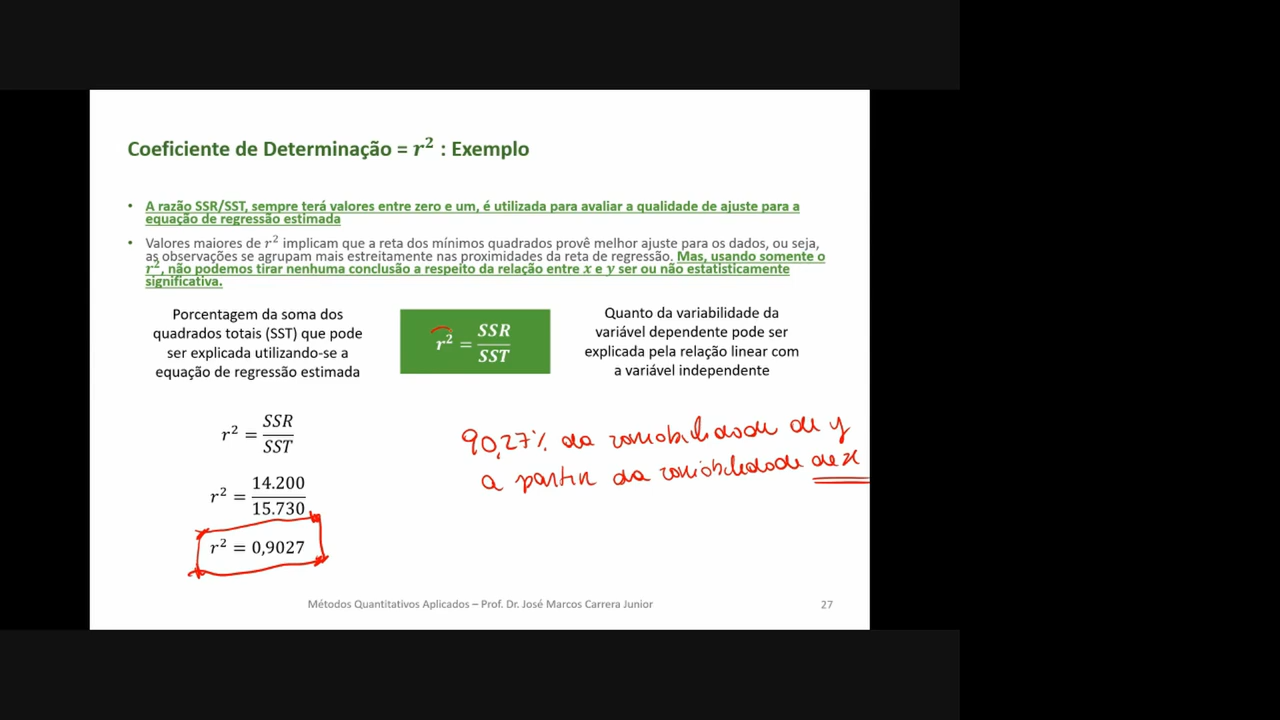 Coeficiente de Determinação = r² : Exemplo
• A razão SSR/SST, sempre terá valores entre zero e um, é utilizada para avaliar a qualidade de ajuste para a
equação de regressão estimada
• Valores maiores de r² implicam que a reta dos mínimos quadrados provê melhor ajuste para os dados, ou seja,
as observações se agrupam mais estreitamente nas proximidades da reta de regressão. Mas, usando somente o
r², não podemos tirar nenhuma conclusão a respeito da relação entre x e y ser ou não estatisticamente
significativa.
Porcentagem da soma dos
quadrados totais (SST) que pode
ser explicada utilizando-se a
equação de regressão estimada
r² = SSR/SST
Quanto da variabilidade da
variável dependente pode ser
explicada pela relação linear com
a variável independente
r² = SSR/SST
r² = 14.200/15.730
r² = 0,9027
90,27% da variabilidade de y
a partir da variabilidade de x
Métodos Quantitativos Aplicados – Prof. Dr. José Marcos Carrera Junior
27